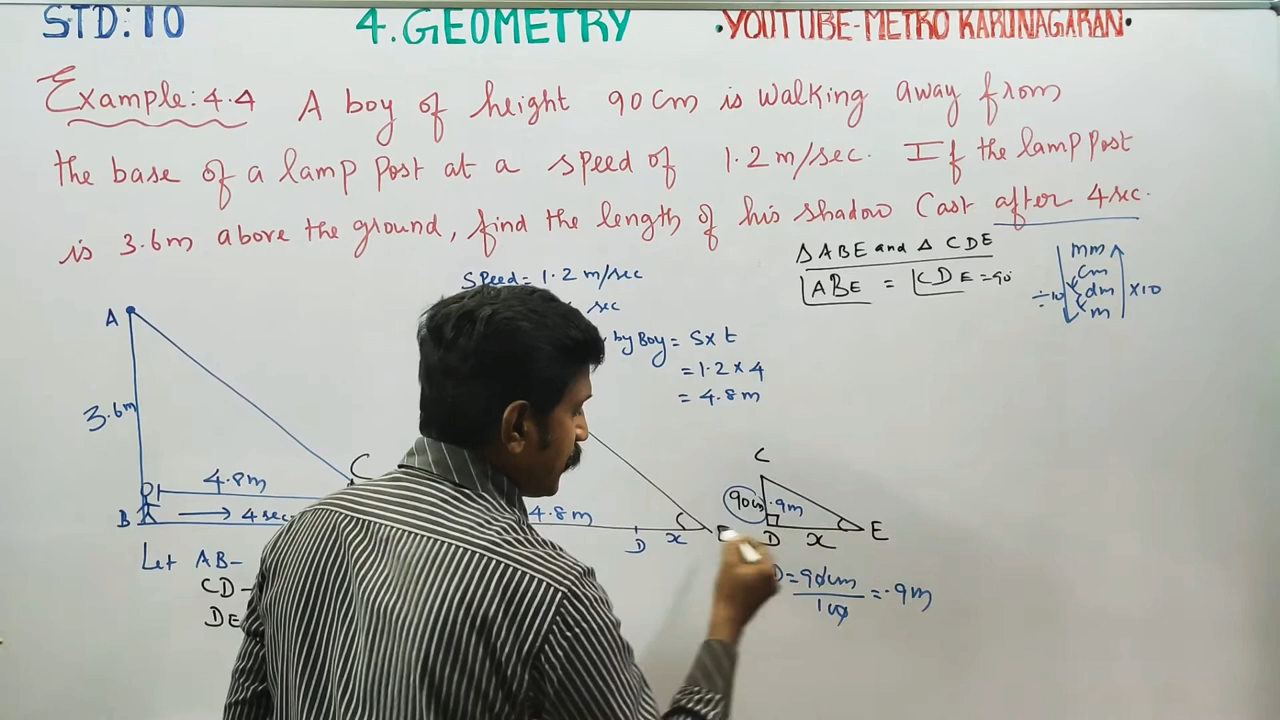 STD:10 4.GEOMETRY ·YOUTUBE-METRO KARUNAGARAN·
Example:4.4 A boy of height 90cm is walking away from
the base of a lamp post at a speed of 1.2m/sec. If the lamp post
is 3.6m above the ground, find the length of his shadow cast after 4sec.
Speed=1.2 m/sec
sec
by Boy = S x t
= 1.2 x 4
= 4.8m
Δ ABE and Δ CDE
ABE = CDE =90°
mm
cm
dm
m
÷10
x10
A
3.6m
B
4.8m
4sec
C
4.8m
D
x
C
90cm
.9m
D
x
E
Let AB-
CD-
DE
D=90cm/100=.9m